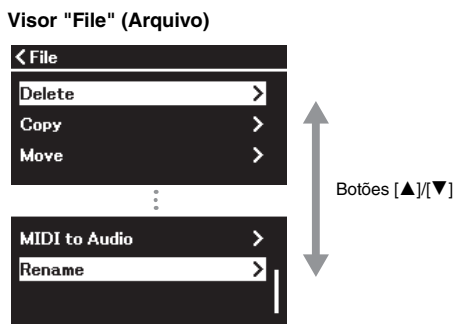 Visor "File" (Arquivo)
File
Delete
Copy
Move
Botões [▲]/[▼]
MIDI to Audio
Rename